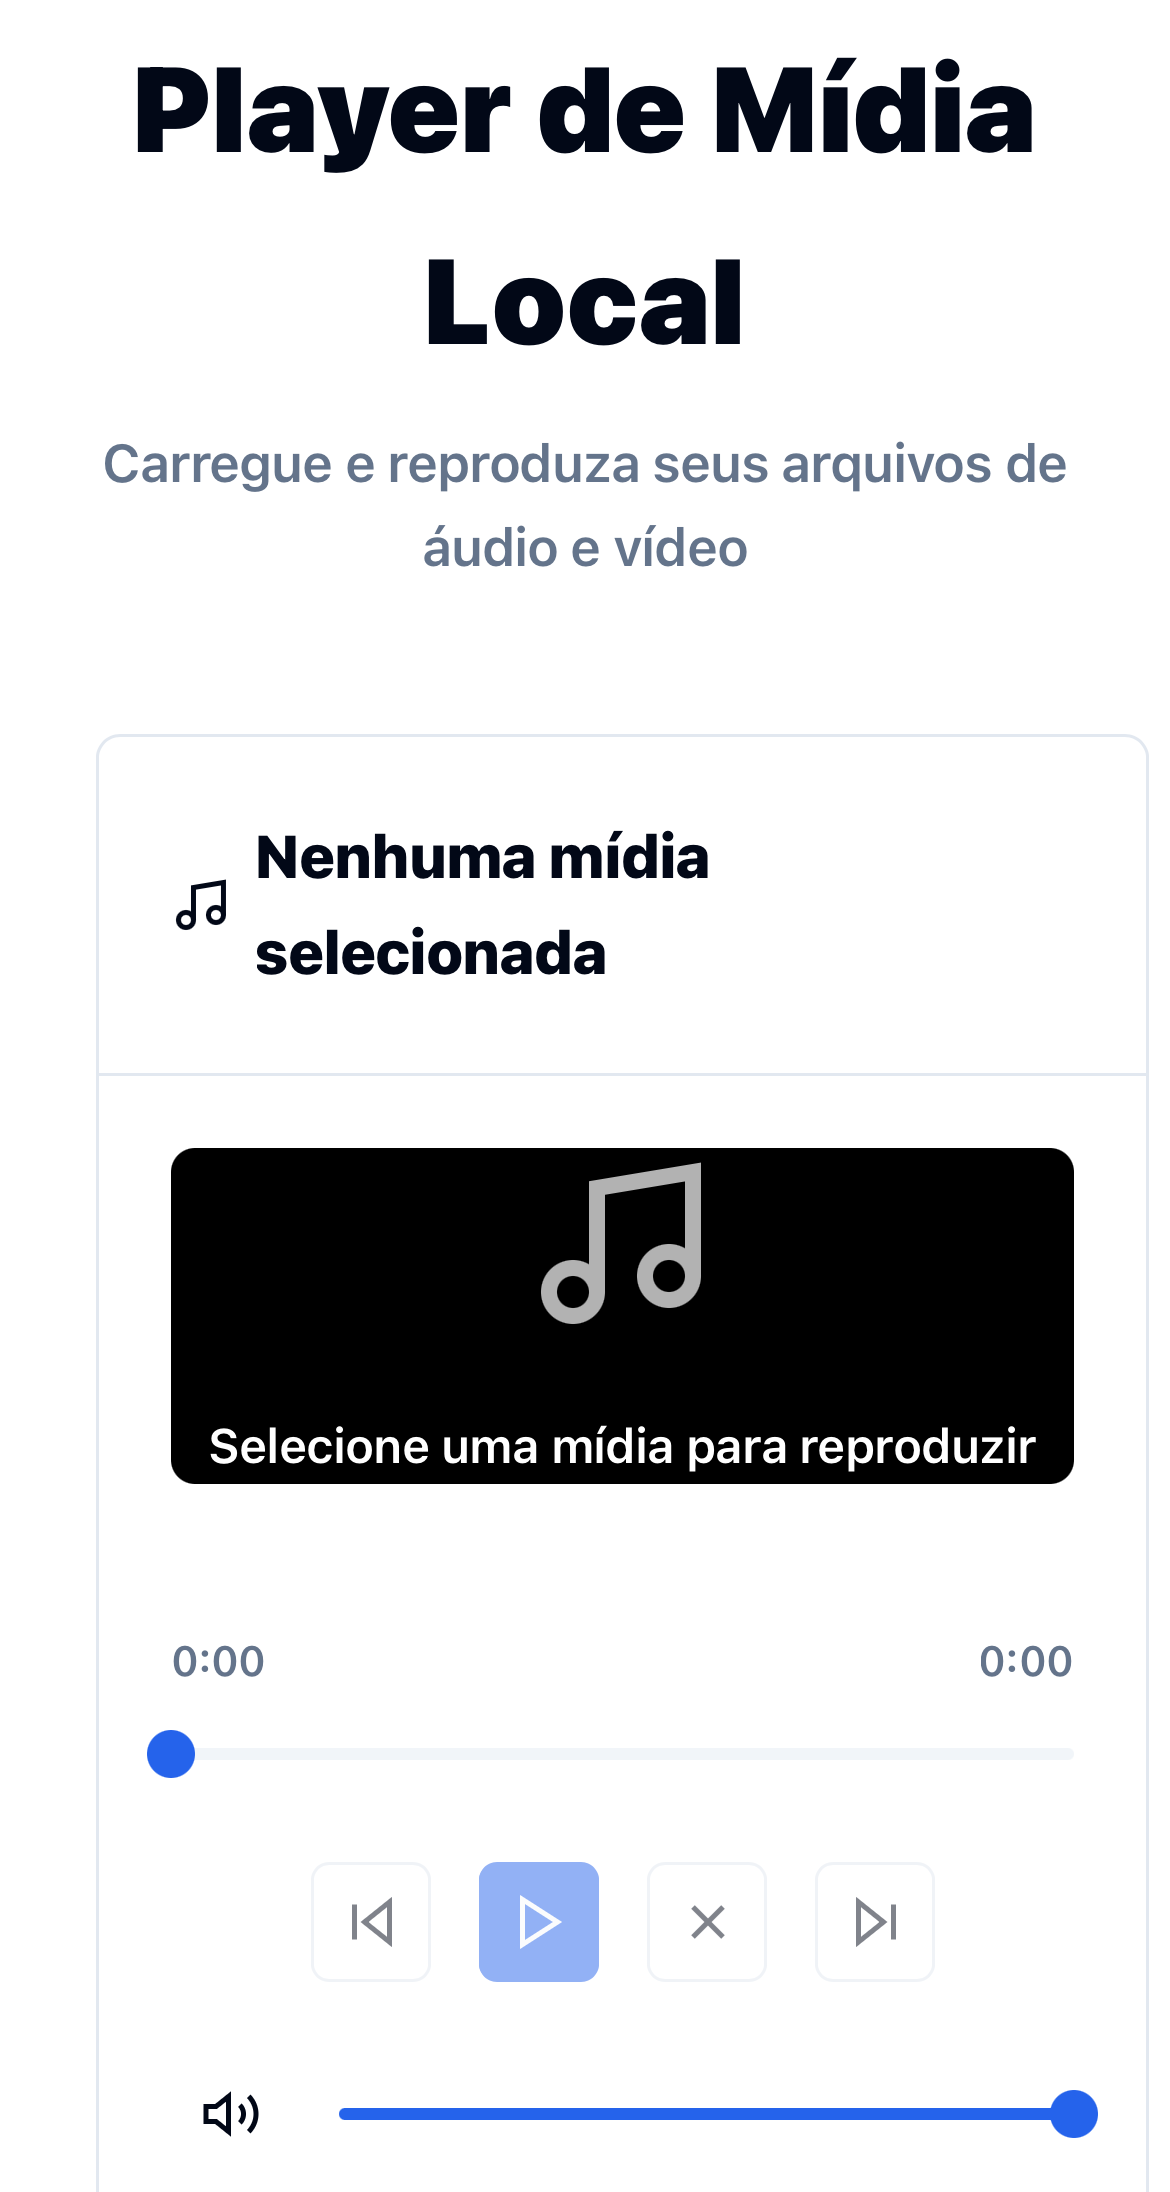 Player de Mídia
Local
Carregue e reproduza seus arquivos de
áudio e vídeo
Nenhuma mídia
selecionada
Selecione uma mídia para reproduzir
0:00 0:00